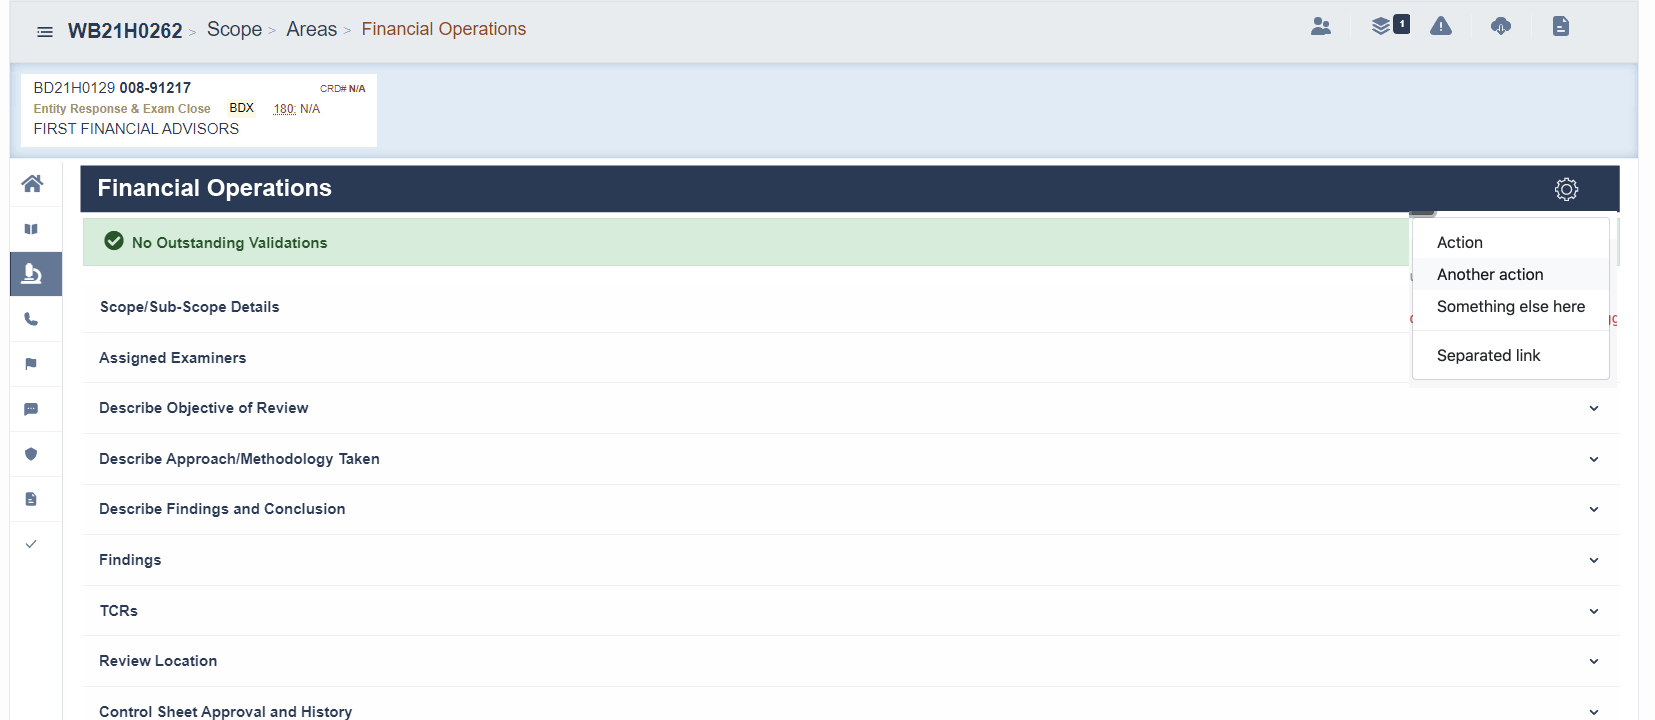 WB21H0262 > Scope > Areas > Financial Operations
1
BD21H0129 008-91217 CRD# N/A
Entity Response & Exam Close BDX 180: N/A
FIRST FINANCIAL ADVISORS
Financial Operations
No Outstanding Validations
Action
Another action
Something else here
Separated link
Scope/Sub-Scope Details
Assigned Examiners
Describe Objective of Review
Describe Approach/Methodology Taken
Describe Findings and Conclusion
Findings
TCRs
Review Location
Control Sheet Approval and History